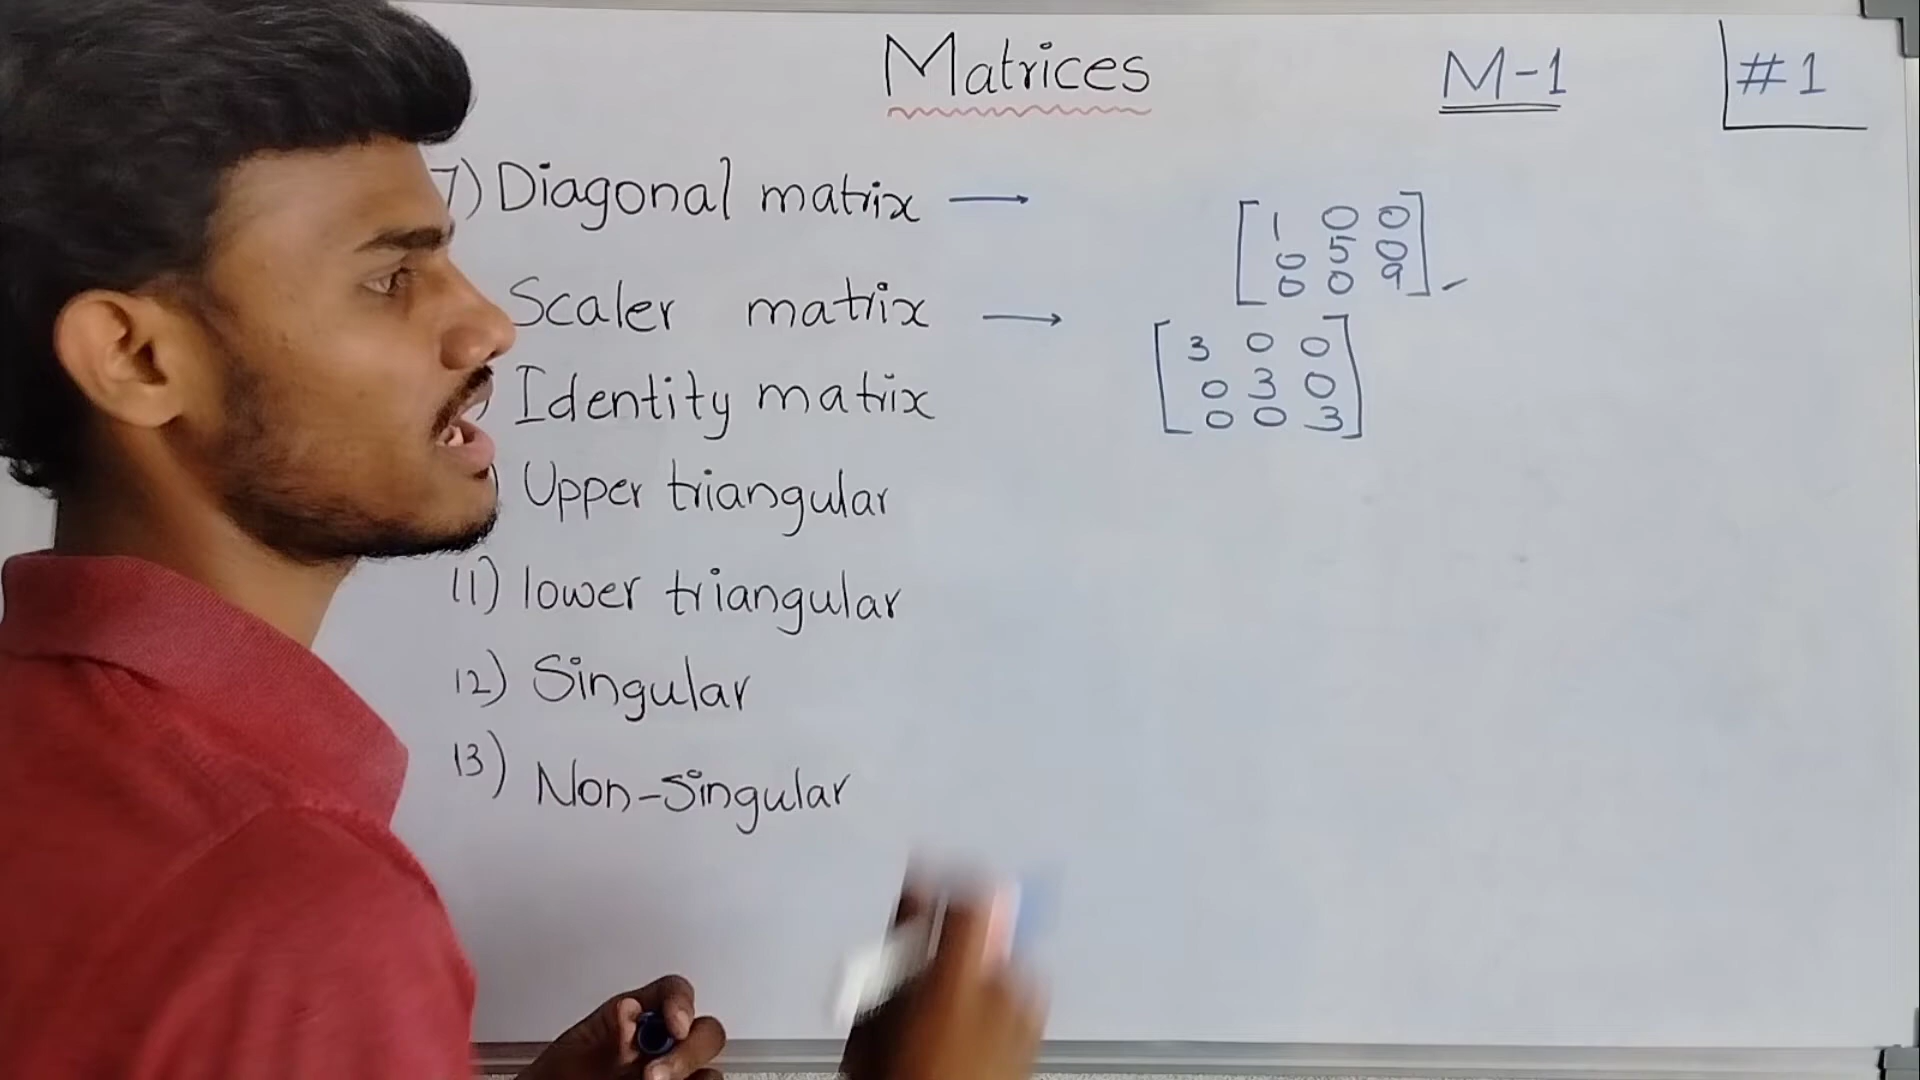 Matrices M-1 #1
7) Diagonal matrix → [1 0 0
0 5 0
0 0 9]
Scaler matrix → [3 0 0
0 3 0
0 0 3]
) Identity matrix
) Upper triangular
11) lower triangular
12) Singular
13) Non-Singular